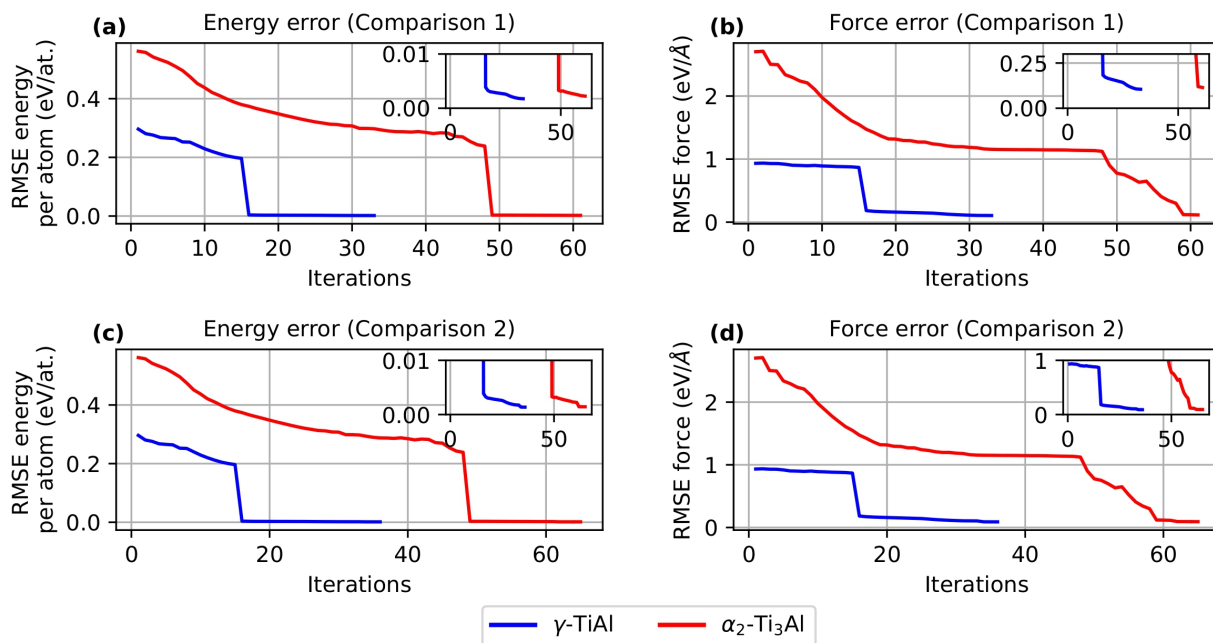 (a) Energy error (Comparison 1)
RMSE energy
per atom (eV/at.)
0.4
0.2
0.0
0.01
0.00
0 50
0 10 20 30 40 50 60
Iterations
(b) Force error (Comparison 1)
RMSE force (eV/Å)
2
1
0
0.25
0.00
0 50
0 10 20 30 40 50 60
Iterations
(c) Energy error (Comparison 2)
RMSE energy
per atom (eV/at.)
0.4
0.2
0.0
0.01
0.00
0 50
0 20 40 60
Iterations
(d) Force error (Comparison 2)
RMSE force (eV/Å)
2
1
0
1
0
0 50
0 20 40 60
Iterations
γ-TiAl α₂-Ti₃Al